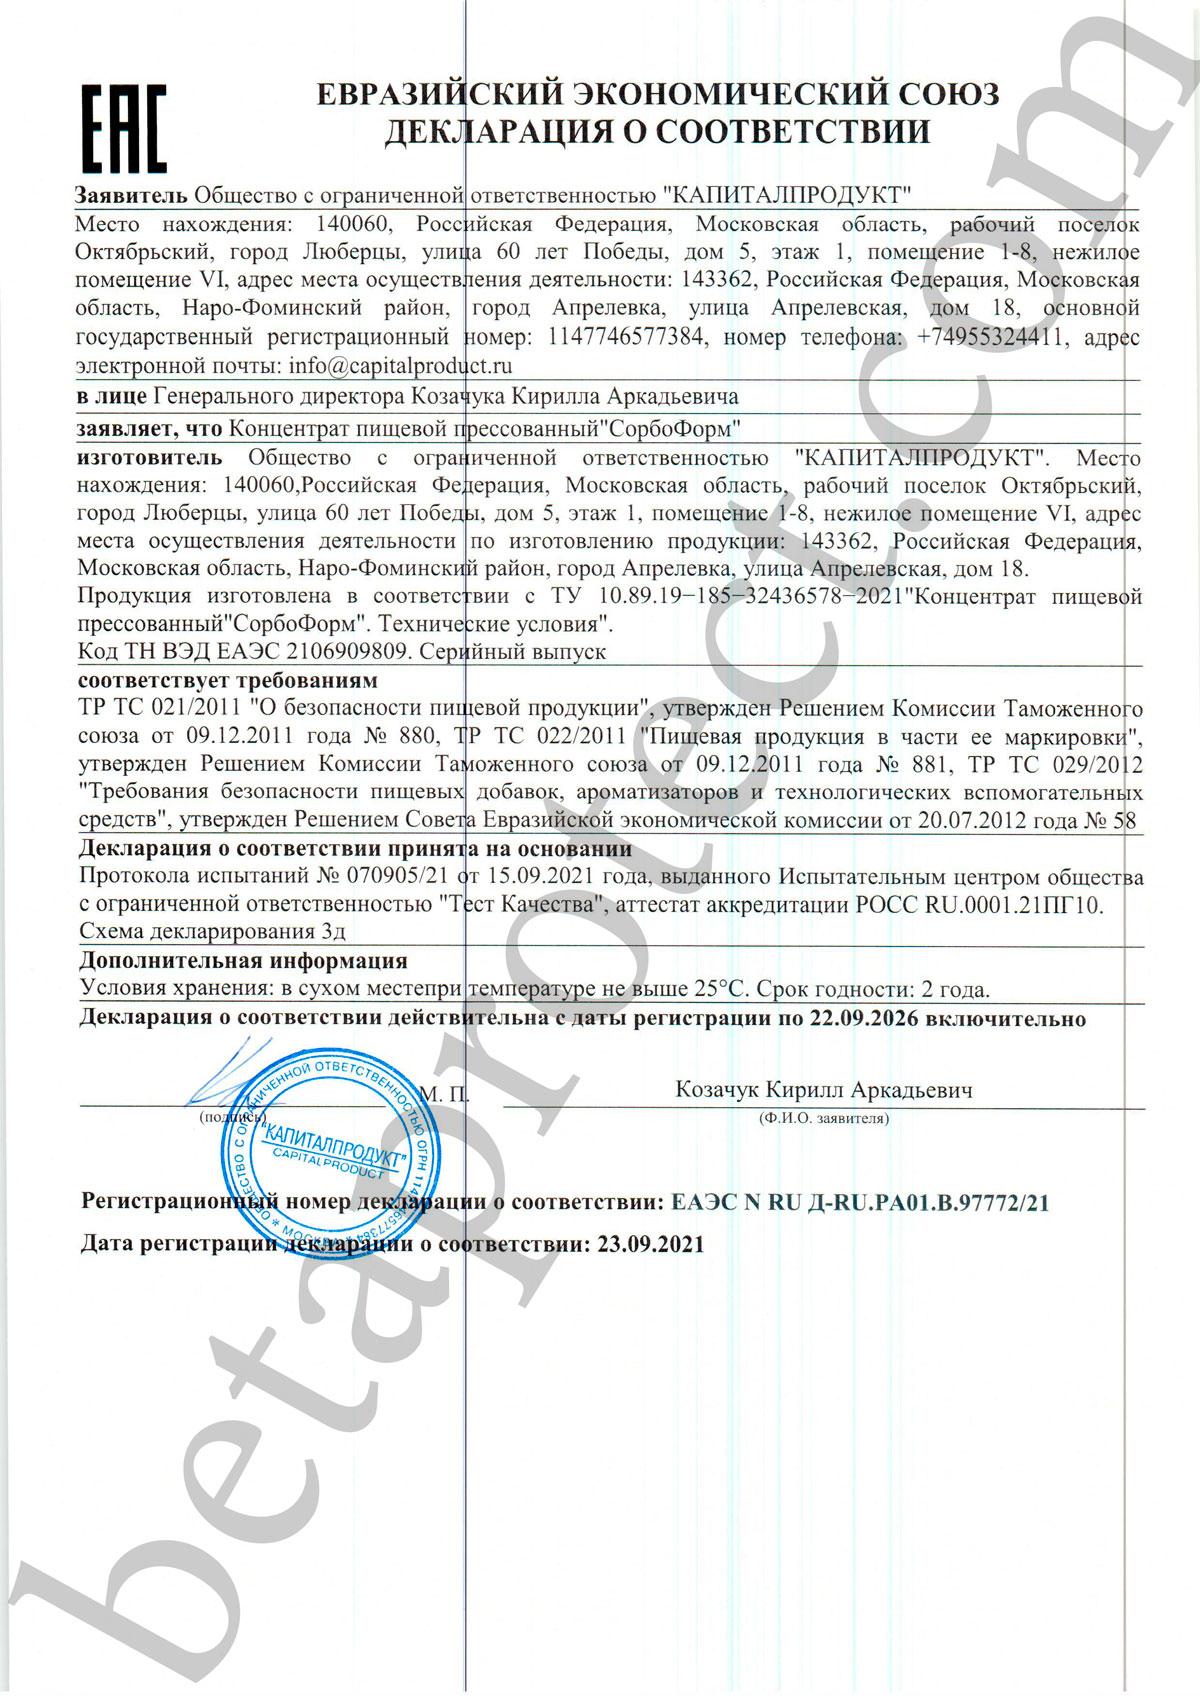 ЕАС
ЕВРАЗИЙСКИЙ ЭКОНОМИЧЕСКИЙ СОЮЗ
ДЕКЛАРАЦИЯ О СООТВЕТСТВИИ
Заявитель Общество с ограниченной ответственностью "КАПИТАЛПРОДУКТ"
Место нахождения: 140060, Российская Федерация, Московская область, рабочий поселок
Октябрьский, город Люберцы, улица 60 лет Победы, дом 5, этаж 1, помещение 1-8, нежилое
помещение VI, адрес места осуществления деятельности: 143362, Российская Федерация, Московская
область, Наро-Фоминский район, город Апрелевка, улица Апрелевская, дом 18, основной
государственный регистрационный номер: 1147746577384, номер телефона: +74955324411, адрес
электронной почты: info@capitalproduct.ru
в лице Генерального директора Козачука Кирилла Аркадьевича
заявляет, что Концентрат пищевой прессованный"СорбоФорм"
изготовитель Общество с ограниченной ответственностью "КАПИТАЛПРОДУКТ". Место
нахождения: 140060,Российская Федерация, Московская область, рабочий поселок Октябрьский,
город Люберцы, улица 60 лет Победы, дом 5, этаж 1, помещение 1-8, нежилое помещение VI, адрес
места осуществления деятельности по изготовлению продукции: 143362, Российская Федерация,
Московская область, Наро-Фоминский район, город Апрелевка, улица Апрелевская, дом 18.
Продукция изготовлена в соответствии с ТУ 10.89.19−185−32436578−2021"Концентрат пищевой
прессованный"СорбоФорм". Технические условия".
Код ТН ВЭД ЕАЭС 2106909809. Серийный выпуск
соответствует требованиям
ТР ТС 021/2011 "О безопасности пищевой продукции", утвержден Решением Комиссии Таможенного
союза от 09.12.2011 года № 880, ТР ТС 022/2011 "Пищевая продукция в части ее маркировки",
утвержден Решением Комиссии Таможенного союза от 09.12.2011 года № 881, ТР ТС 029/2012
"Требования безопасности пищевых добавок, ароматизаторов и технологических вспомогательных
средств", утвержден Решением Совета Евразийской экономической комиссии от 20.07.2012 года № 58
Декларация о соответствии принята на основании
Протокола испытаний № 070905/21 от 15.09.2021 года, выданного Испытательным центром общества
с ограниченной ответственностью "Тест Качества", аттестат аккредитации РОСС RU.0001.21ПГ10.
Схема декларирования 3д
Дополнительная информация
Условия хранения: в сухом местепри температуре не выше 25°С. Срок годности: 2 года.
Декларация о соответствии действительна с даты регистрации по 22.09.2026 включительно
М. П.
Козачук Кирилл Аркадьевич
(подпись)
(Ф.И.О. заявителя)
ОБЩЕСТВО С ОГРАНИЧЕННОЙ ОТВЕТСТВЕННОСТЬЮ ОГРН 1147746577384 * МОСКВА *
"КАПИТАЛПРОДУКТ"
CAPITALPRODUCT
Регистрационный номер декларации о соответствии: ЕАЭС N RU Д-RU.РА01.В.97772/21
Дата регистрации декларации о соответствии: 23.09.2021
betaprotect.com